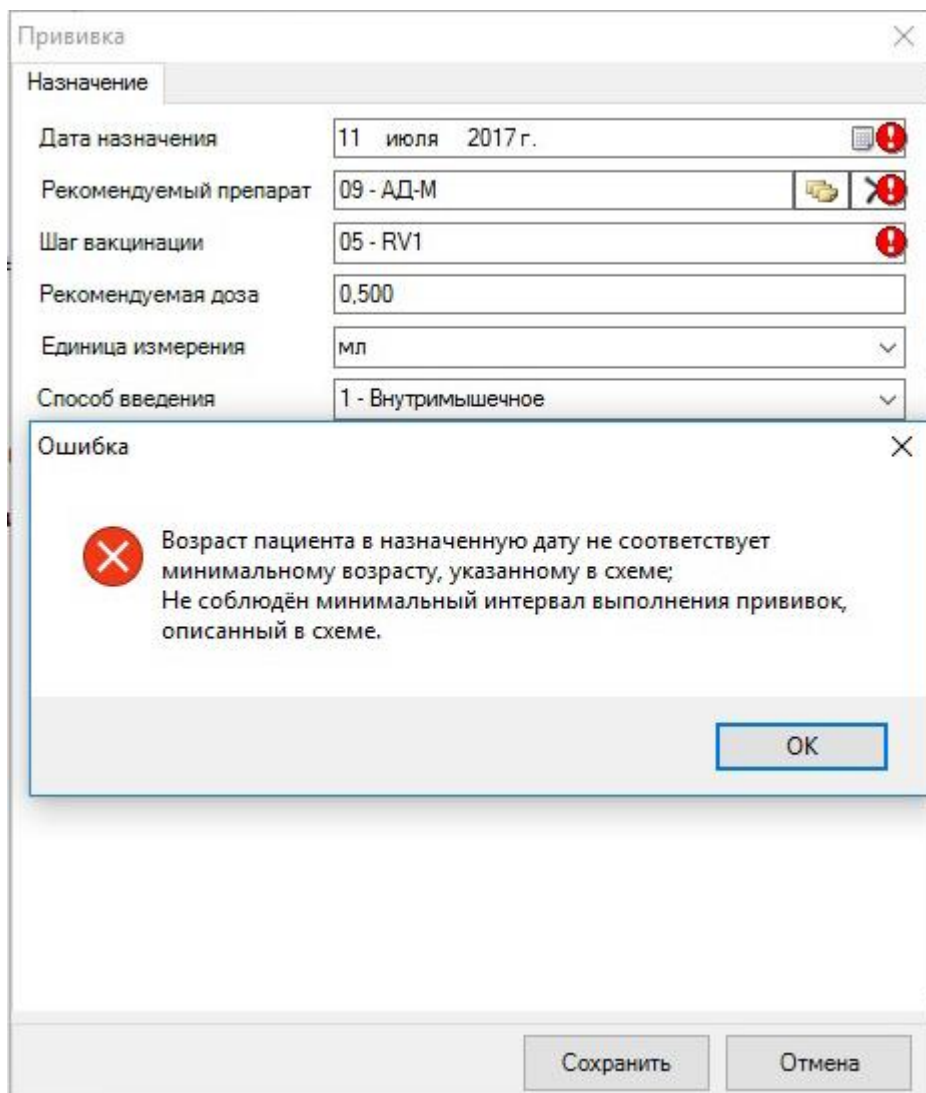 Прививка
Назначение
Дата назначения 11 июля 2017 г.
Рекомендуемый препарат 09 - АД-М
Шаг вакцинации 05 - RV1
Рекомендуемая доза 0,500
Единица измерения мл
Способ введения 1 - Внутримышечное
Ошибка
Возраст пациента в назначенную дату не соответствует
минимальному возрасту, указанному в схеме;
Не соблюдён минимальный интервал выполнения прививок,
описанный в схеме.
OK
Сохранить Отмена